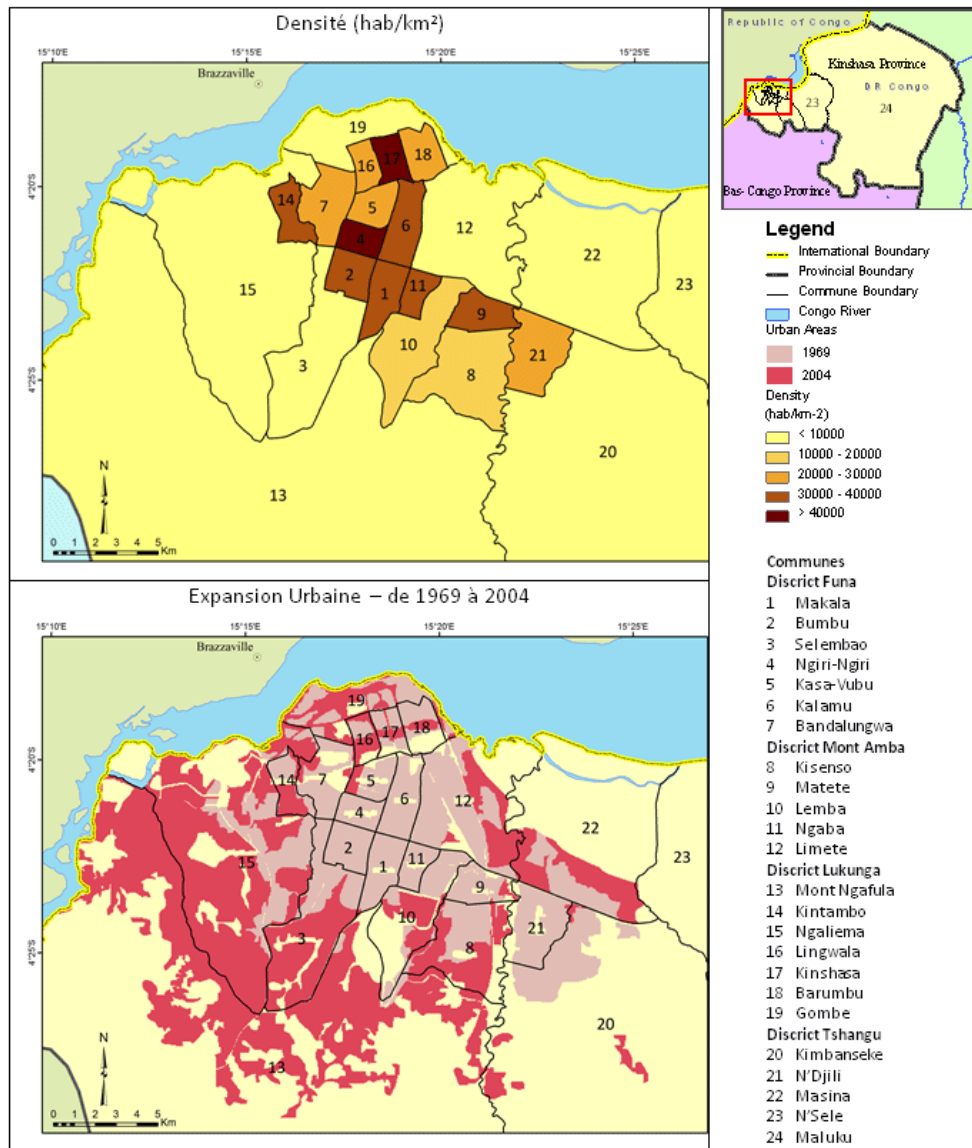 Densité (hab/km²)
15°10'E 15°15'E 15°20'E 15°25'E
Brazzaville
4°20'S
4°25'S
19
17
16
18
14
7
5
6
4
12
22
2
1
11
15
23
9
10
21
3
8
20
13
N
0 1 2 3 4 5
Km
Expansion Urbaine – de 1969 à 2004
15°10'E 15°15'E 15°20'E 15°25'E
Brazzaville
4°20'S
4°25'S
19
16
17
18
14
7
5
6
12
4
22
2
1
11
15
23
9
10
21
3
8
20
13
N
0 1 2 3 4 5
Km
Republic of Congo
Kinshasa Province
DR Congo
23
24
Bas-Congo Province
Legend
International Boundary
Provincial Boundary
Commune Boundary
Congo River
Urban Areas
1969
2004
Density
(hab/km-2)
< 10000
10000 - 20000
20000 - 30000
30000 - 40000
> 40000
Communes
District Funa
1 Makala
2 Bumbu
3 Selembao
4 Ngiri-Ngiri
5 Kasa-Vubu
6 Kalamu
7 Bandalungwa
District Mont Amba
8 Kisenso
9 Matete
10 Lemba
11 Ngaba
12 Limete
District Lukunga
13 Mont Ngafula
14 Kintambo
15 Ngaliema
16 Lingwala
17 Kinshasa
18 Barumbu
19 Gombe
District Tshangu
20 Kimbanseke
21 N'Djili
22 Masina
23 N'Sele
24 Maluku